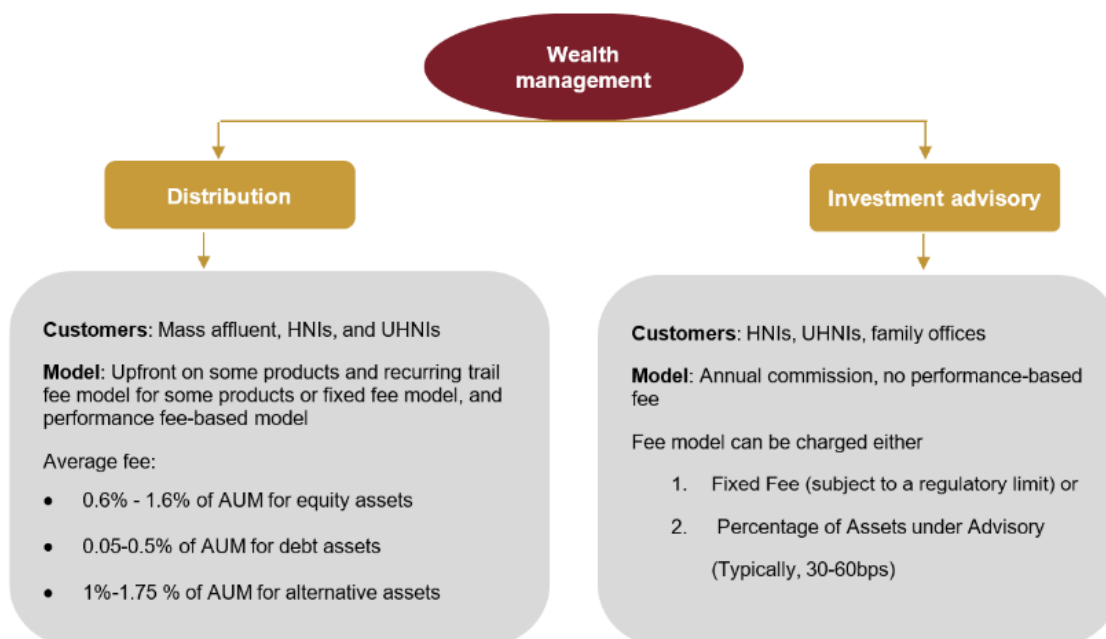 Wealth
management
Distribution
Investment advisory
Customers: Mass affluent, HNIs, and UHNIs
Model: Upfront on some products and recurring trail
fee model for some products or fixed fee model, and
performance fee-based model
Average fee:
• 0.6% - 1.6% of AUM for equity assets
• 0.05-0.5% of AUM for debt assets
• 1%-1.75 % of AUM for alternative assets
Customers: HNIs, UHNIs, family offices
Model: Annual commission, no performance-based
fee
Fee model can be charged either
1. Fixed Fee (subject to a regulatory limit) or
2. Percentage of Assets under Advisory
(Typically, 30-60bps)